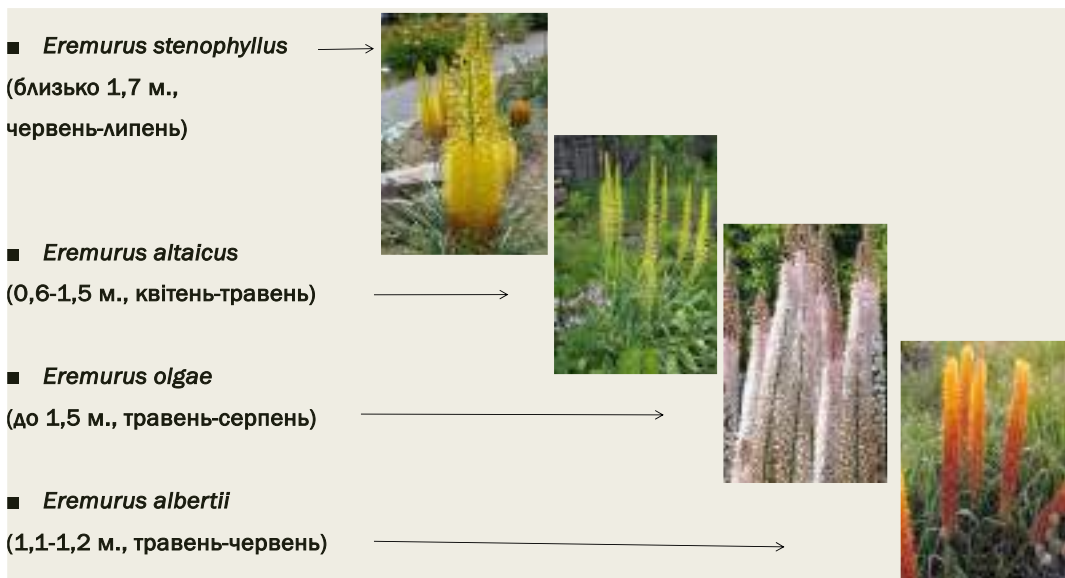 ■ Eremurus stenophyllus
(близько 1,7 м.,
червень-липень)
■ Eremurus altaicus
(0,6-1,5 м., квітень-травень)
■ Eremurus olgae
(до 1,5 м., травень-серпень)
■ Eremurus albertii
(1,1-1,2 м., травень-червень)